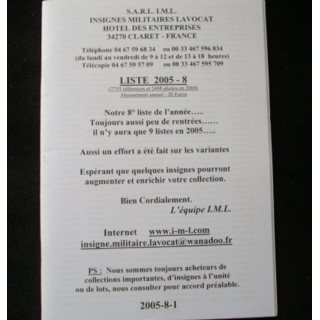 S.A.R.L. I.M.L.
INSIGNES MILITAIRES LAVOCAT
HOTEL DES ENTREPRISES
34270 CLARET - FRANCE
Téléphone 04 67 59 68 34 ou 00 33 467 596 834
(du lundi au vendredi de 9 à 12 et de 13 à 18 heures)
Télécopie 04 67 59 57 09 ou 00 33 467 595 709
LISTE 2005 - 8
Abonnement annuel : 20 Euros
Notre 8° liste de l'année…..
Toujours aussi peu de rentrées……
il n'y aura que 9 listes en 2005…..
Aussi un effort a été fait sur les variantes
Espérant que quelques insignes pourront
augmenter et enrichir votre collection.
Bien Cordialement.
L'équipe I.M.L.
Internet www.i-m-l.com
insigne.militaire.lavocat@wanadoo.fr
PS : Nous sommes toujours acheteurs de
collections importantes, d'insignes à l'unité
ou de lots, nous consulter pour accord préalable.
2005-8-1